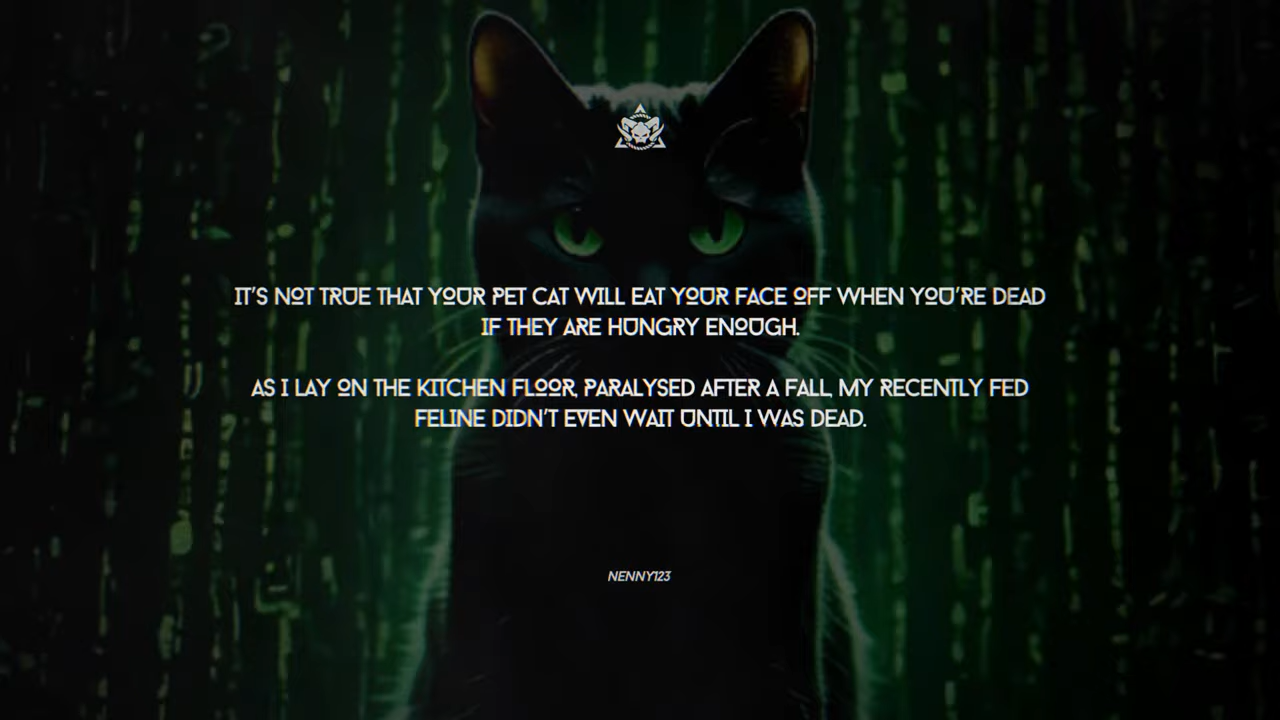 IT'S NOT TRUE THAT YOUR PET CAT WILL EAT YOUR FACE OFF WHEN YOU'RE DEAD
IF THEY ARE HUNGRY ENOUGH.
AS I LAY ON THE KITCHEN FLOOR, PARALYSED AFTER A FALL, MY RECENTLY FED
FELINE DIDN'T EVEN WAIT UNTIL I WAS DEAD.
NENNY123